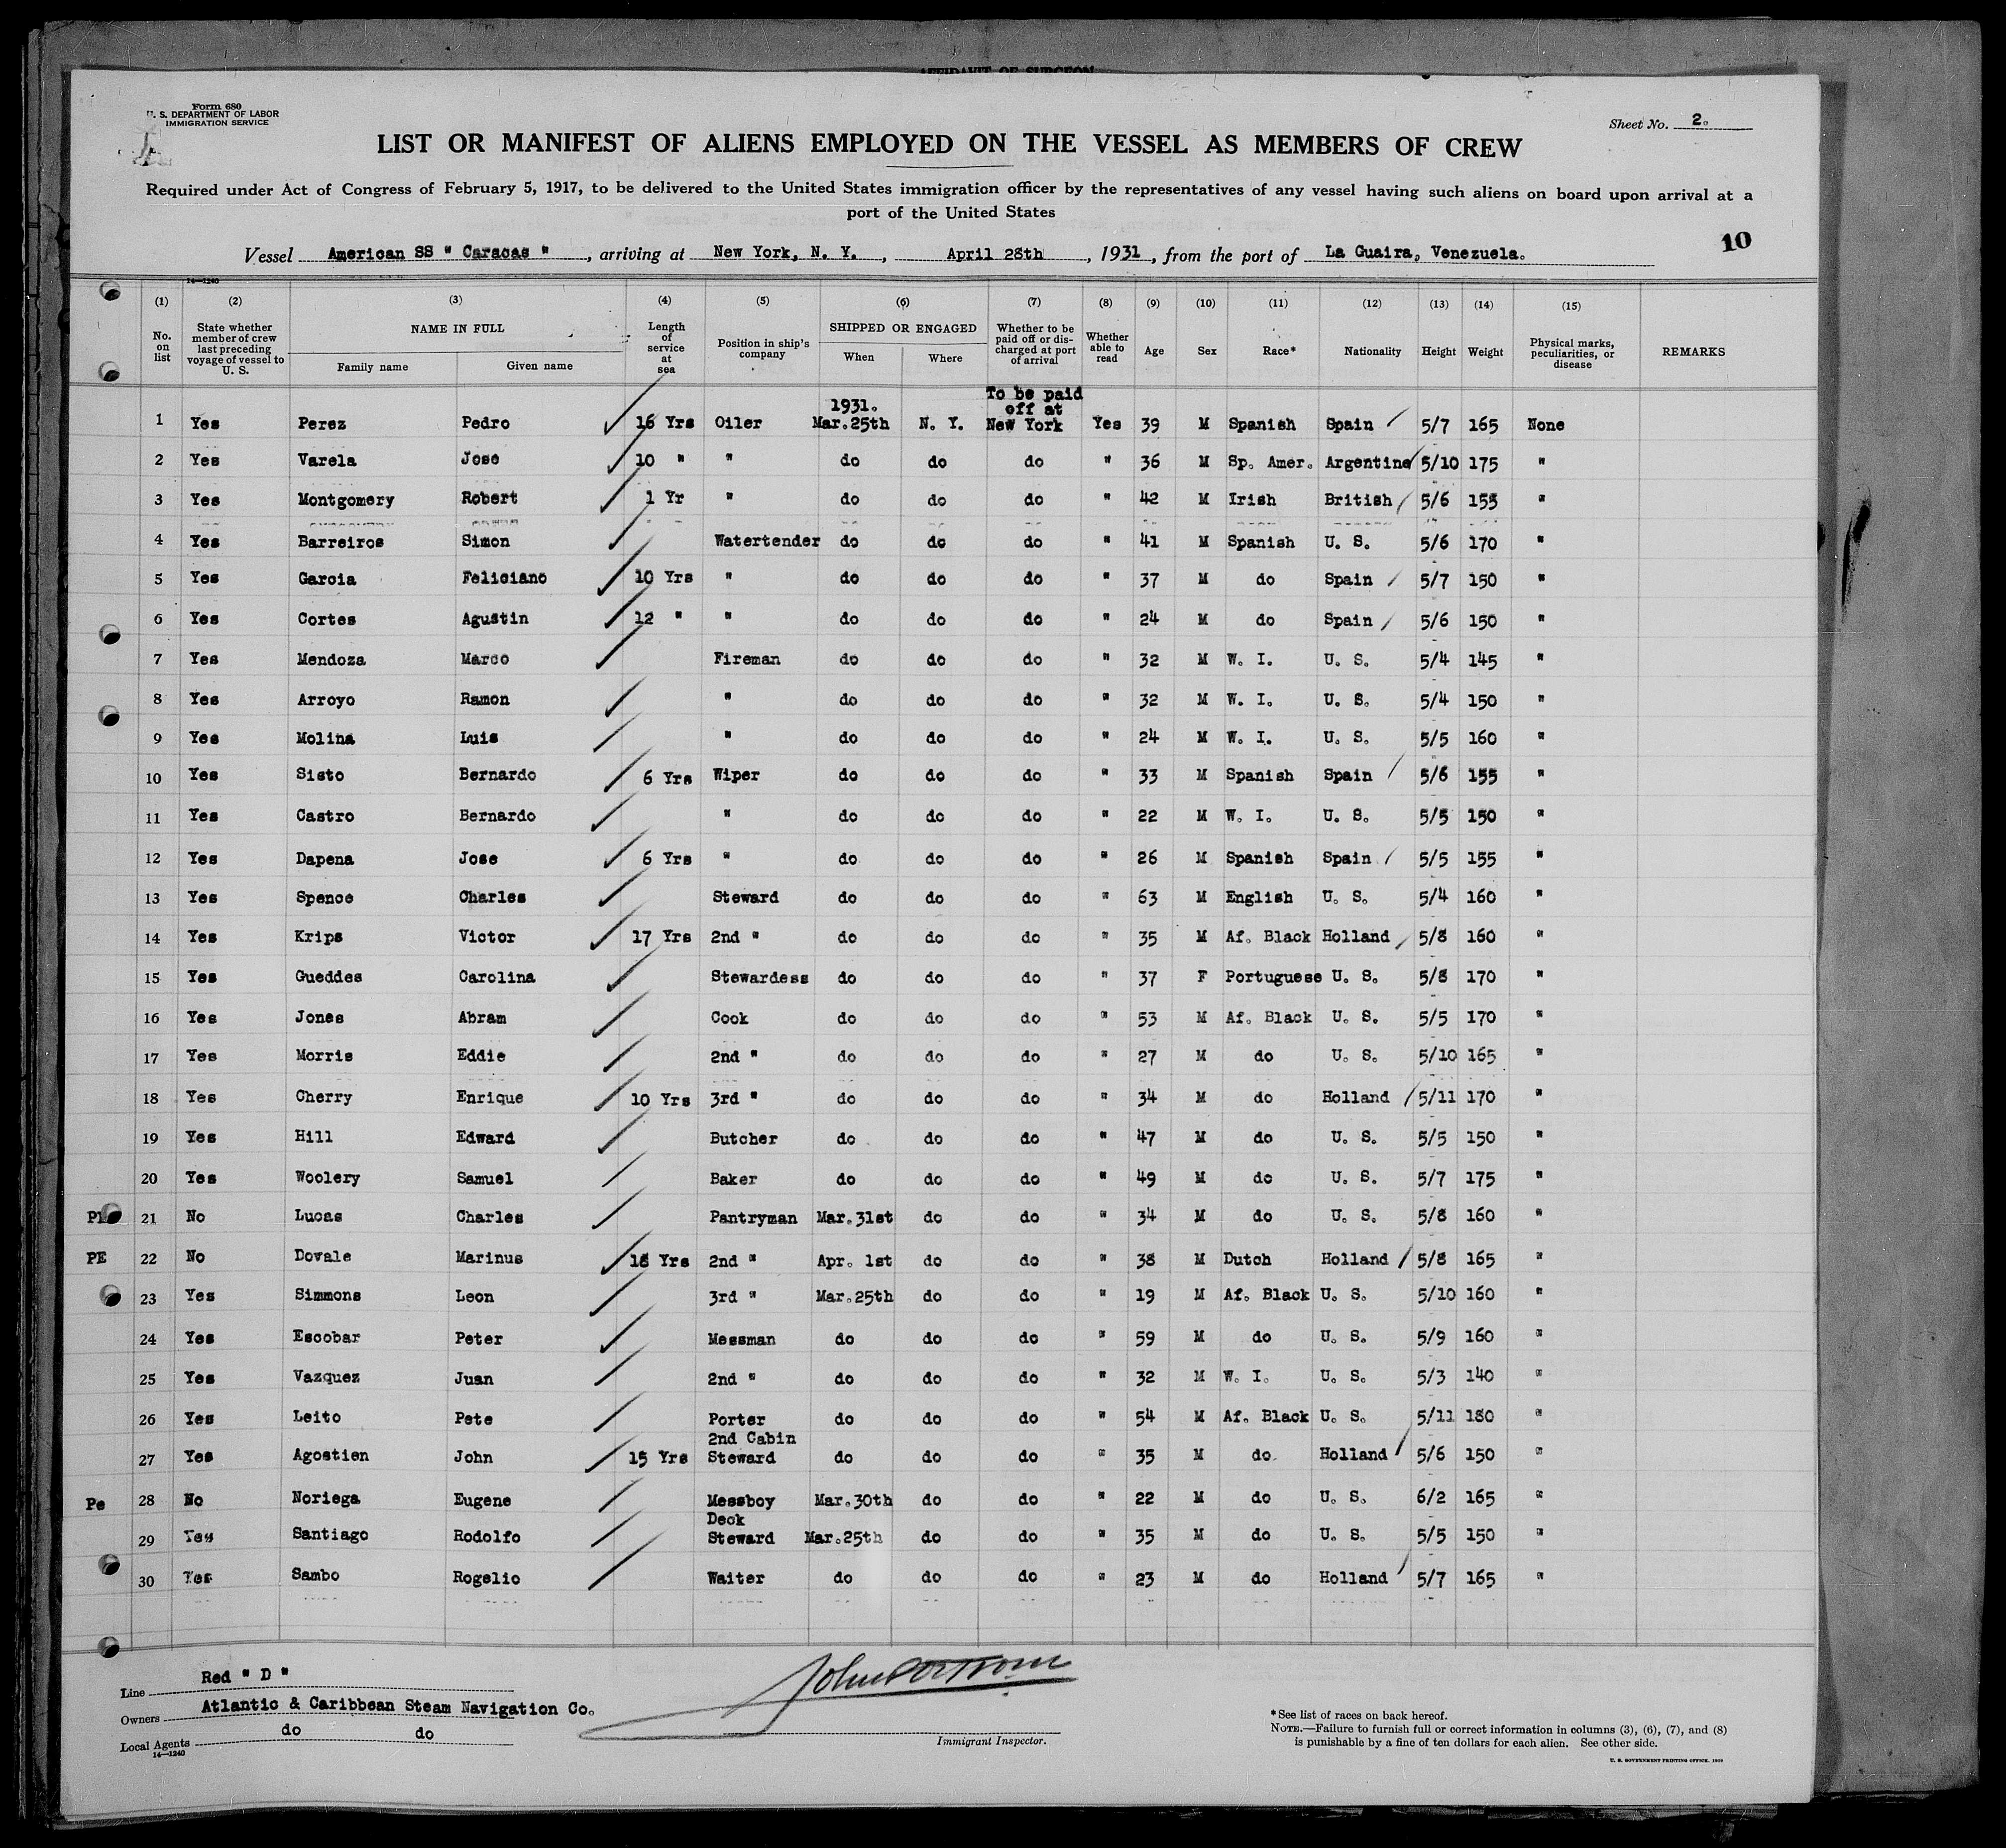 AFFIDAVIT OF SURGEON
Form 680
U. S. DEPARTMENT OF LABOR
IMMIGRATION SERVICE
Sheet No. 2.
LIST OR MANIFEST OF ALIENS EMPLOYED ON THE VESSEL AS MEMBERS OF CREW
Required under Act of Congress of February 5, 1917, to be delivered to the United States immigration officer by the representatives of any vessel having such aliens on board upon arrival at a
port of the United States
10
Vessel American SS " Caracas " , arriving at New York, N. Y. , April 28th , 1931 , from the port of La Guaira, Venezuela.
14—1240
(1) (2) (3) (4) (5) (6) (7) (8) (9) (10) (11) (12) (13) (14) (15)
No. on list State whether member of crew last preceding voyage of vessel to U. S. NAME IN FULL Family name Given name Length of service at sea Position in ship's company SHIPPED OR ENGAGED When Where Whether to be paid off or discharged at port of arrival Whether able to read Age Sex Race* Nationality Height Weight Physical marks, peculiarities, or disease REMARKS
1 Yes Perez Pedro 16 Yrs Oiler 1931. Mar.25th N. Y. To be paid off at New York Yes 39 M Spanish Spain 5/7 165 None
2 Yes Varela Jose 10 " " do do do " 36 M Sp. Amer. Argentine 5/10 175 "
3 Yes Montgomery Robert 1 Yr " do do do " 42 M Irish British 5/6 155 "
4 Yes Barreiros Simon Watertender do do do " 41 M Spanish U. S. 5/6 170 "
5 Yes Garcia Feliciano 10 Yrs " do do do " 37 M do Spain 5/7 150 "
6 Yes Cortes Agustin 12 " " do do do " 24 M do Spain 5/6 150 "
7 Yes Mendoza Marco Fireman do do do " 32 M W. I. U. S. 5/4 145 "
8 Yes Arroyo Ramon " do do do " 32 M W. I. U. S. 5/4 150 "
9 Yes Molina Luis " do do do " 24 M W. I. U. S. 5/5 160 "
10 Yes Sisto Bernardo 6 Yrs Wiper do do do " 33 M Spanish Spain 5/6 155 "
11 Yes Castro Bernardo " do do do " 22 M W. I. U. S. 5/5 150 "
12 Yes Dapena Jose 6 Yrs " do do do " 26 M Spanish Spain 5/5 155 "
13 Yes Spence Charles Steward do do do " 63 M English U. S. 5/4 160 "
14 Yes Krips Victor 17 Yrs 2nd " do do do " 35 M Af. Black Holland 5/8 160 "
15 Yes Gueddes Carolina Stewardess do do do " 37 F Portuguese U. S. 5/8 170 "
16 Yes Jones Abram Cook do do do " 53 M Af. Black U. S. 5/5 170 "
17 Yes Morris Eddie 2nd " do do do " 27 M do U. S. 5/10 165 "
18 Yes Cherry Enrique 10 Yrs 3rd " do do do " 34 M do Holland 5/11 170 "
19 Yes Hill Edward Butcher do do do " 47 M do U. S. 5/5 150 "
20 Yes Woolery Samuel Baker do do do " 49 M do U. S. 5/7 175 "
21 No Lucas Charles Pantryman Mar.31st do do " 34 M do U. S. 5/8 160 "
PE 22 No Dovale Marinus 18 Yrs 2nd " Apr. 1st do do " 38 M Dutch Holland 5/8 165 "
23 Yes Simmons Leon 3rd " Mar.25th do do " 19 M Af. Black U. S. 5/10 160 "
24 Yes Escobar Peter Messman do do do " 59 M do U. S. 5/9 160 "
25 Yes Vazquez Juan 2nd " do do do " 32 M W. I. U. S. 5/3 140 "
26 Yes Leito Pete Porter do do do " 54 M Af. Black U. S. 5/11 180 "
27 Yes Agostien John 15 Yrs 2nd Cabin Steward do do do " 35 M do Holland 5/6 150 "
Pe 28 No Noriega Eugene Messboy Mar.30th do do " 22 M do U. S. 6/2 165 "
29 Yes Santiago Rodolfo Deck Steward Mar.25th do do " 35 M do U. S. 5/5 150 "
30 Yes Sambo Rogelio Waiter do do do " 23 M do Holland 5/7 165 "
Line Red " D "
Owners Atlantic & Caribbean Steam Navigation Co.
Local Agents do do
14—1240
Immigrant Inspector.
*See list of races on back hereof.
NOTE.—Failure to furnish full or correct information in columns (3), (6), (7), and (8)
is punishable by a fine of ten dollars for each alien. See other side.